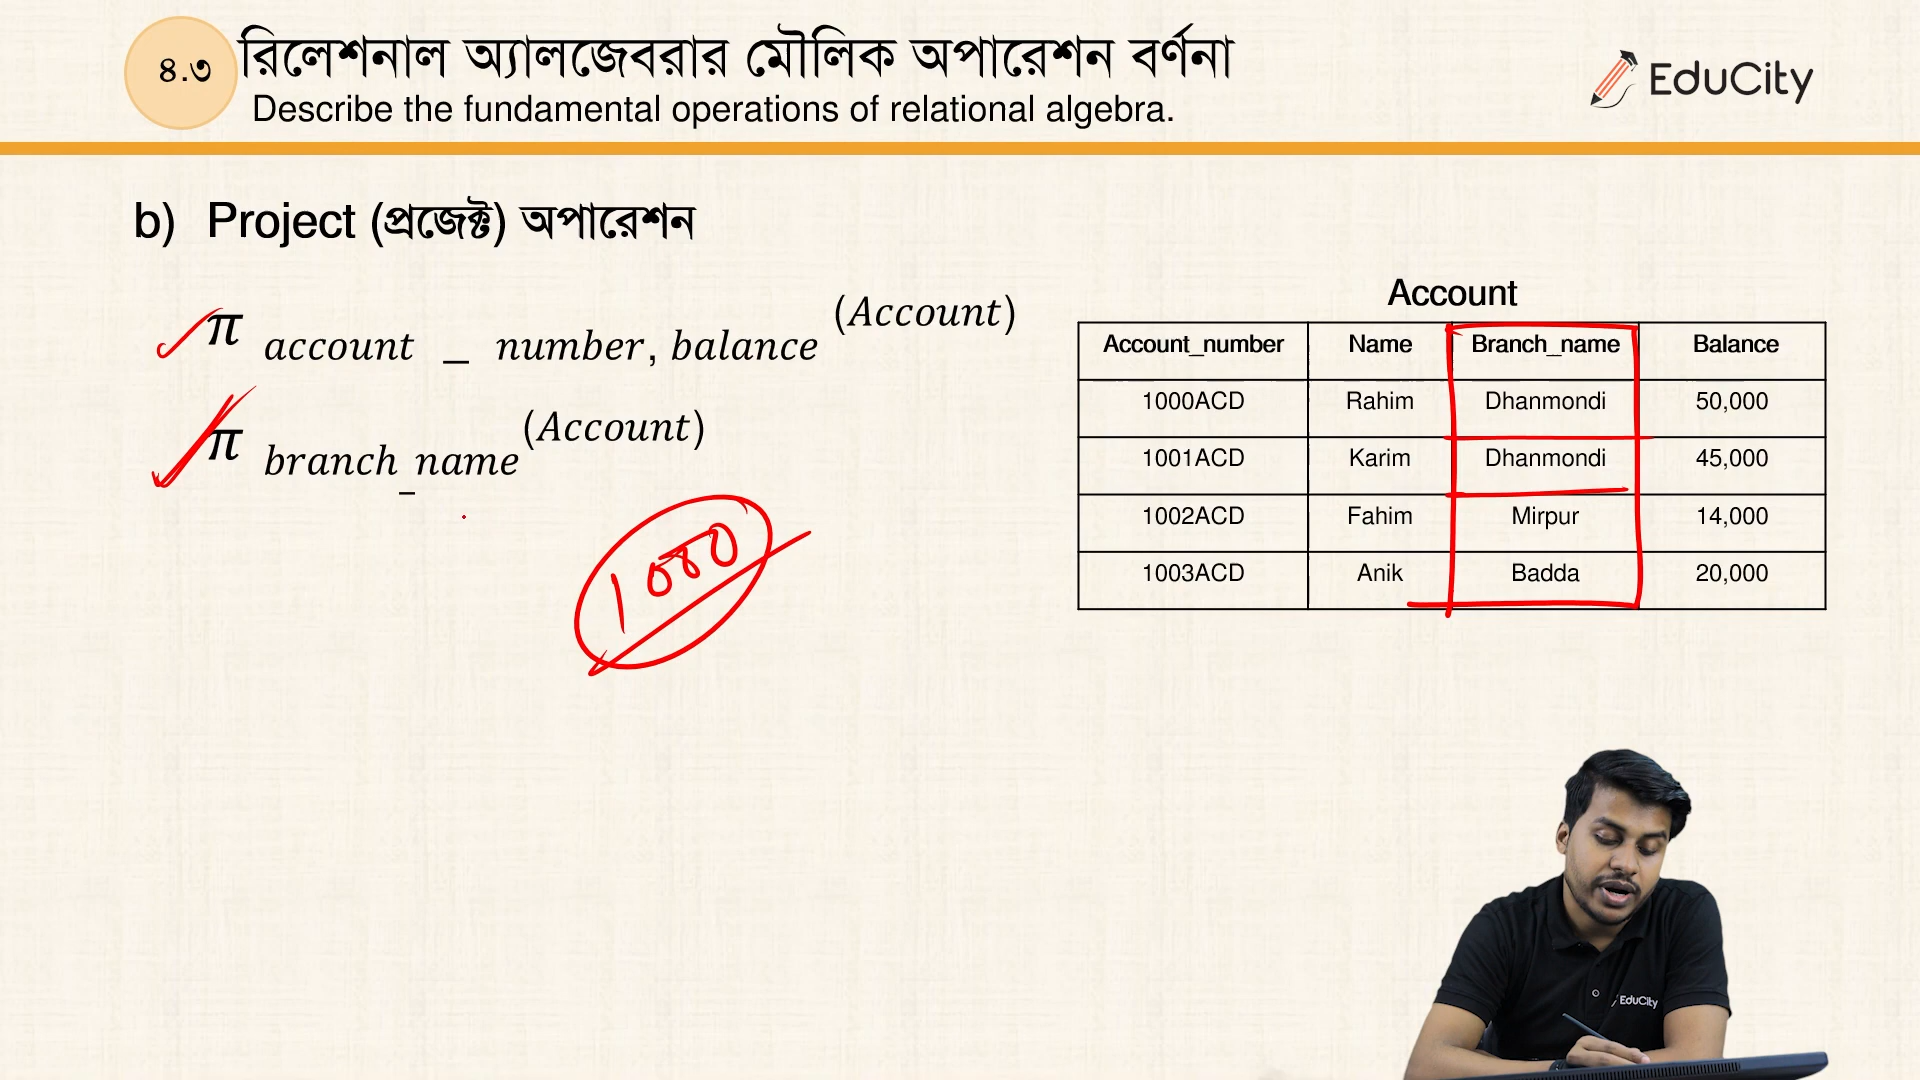 ৪.৩
রিলেশনাল অ্যালজেবরার মৌলিক অপারেশন বর্ণনা
Describe the fundamental operations of relational algebra.
EduCity
b) Project (প্রজেক্ট) অপারেশন
π account _ number, balance (Account)
π branch_name (Account)
1000
Account
Account_number Name Branch_name Balance
1000ACD Rahim Dhanmondi 50,000
1001ACD Karim Dhanmondi 45,000
1002ACD Fahim Mirpur 14,000
1003ACD Anik Badda 20,000
EduCity